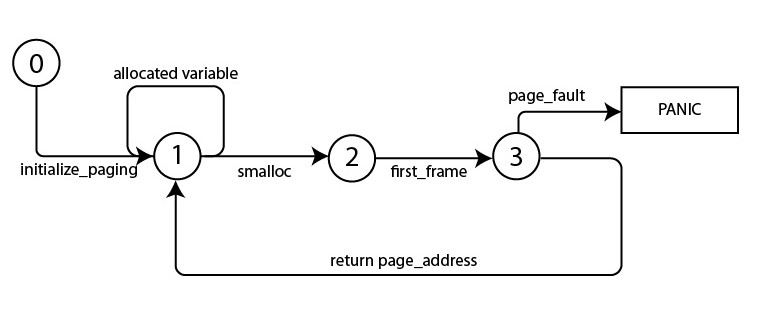 0
allocated variable
page_fault
PANIC
1
2
3
initialize_paging
smalloc
first_frame
return page_address